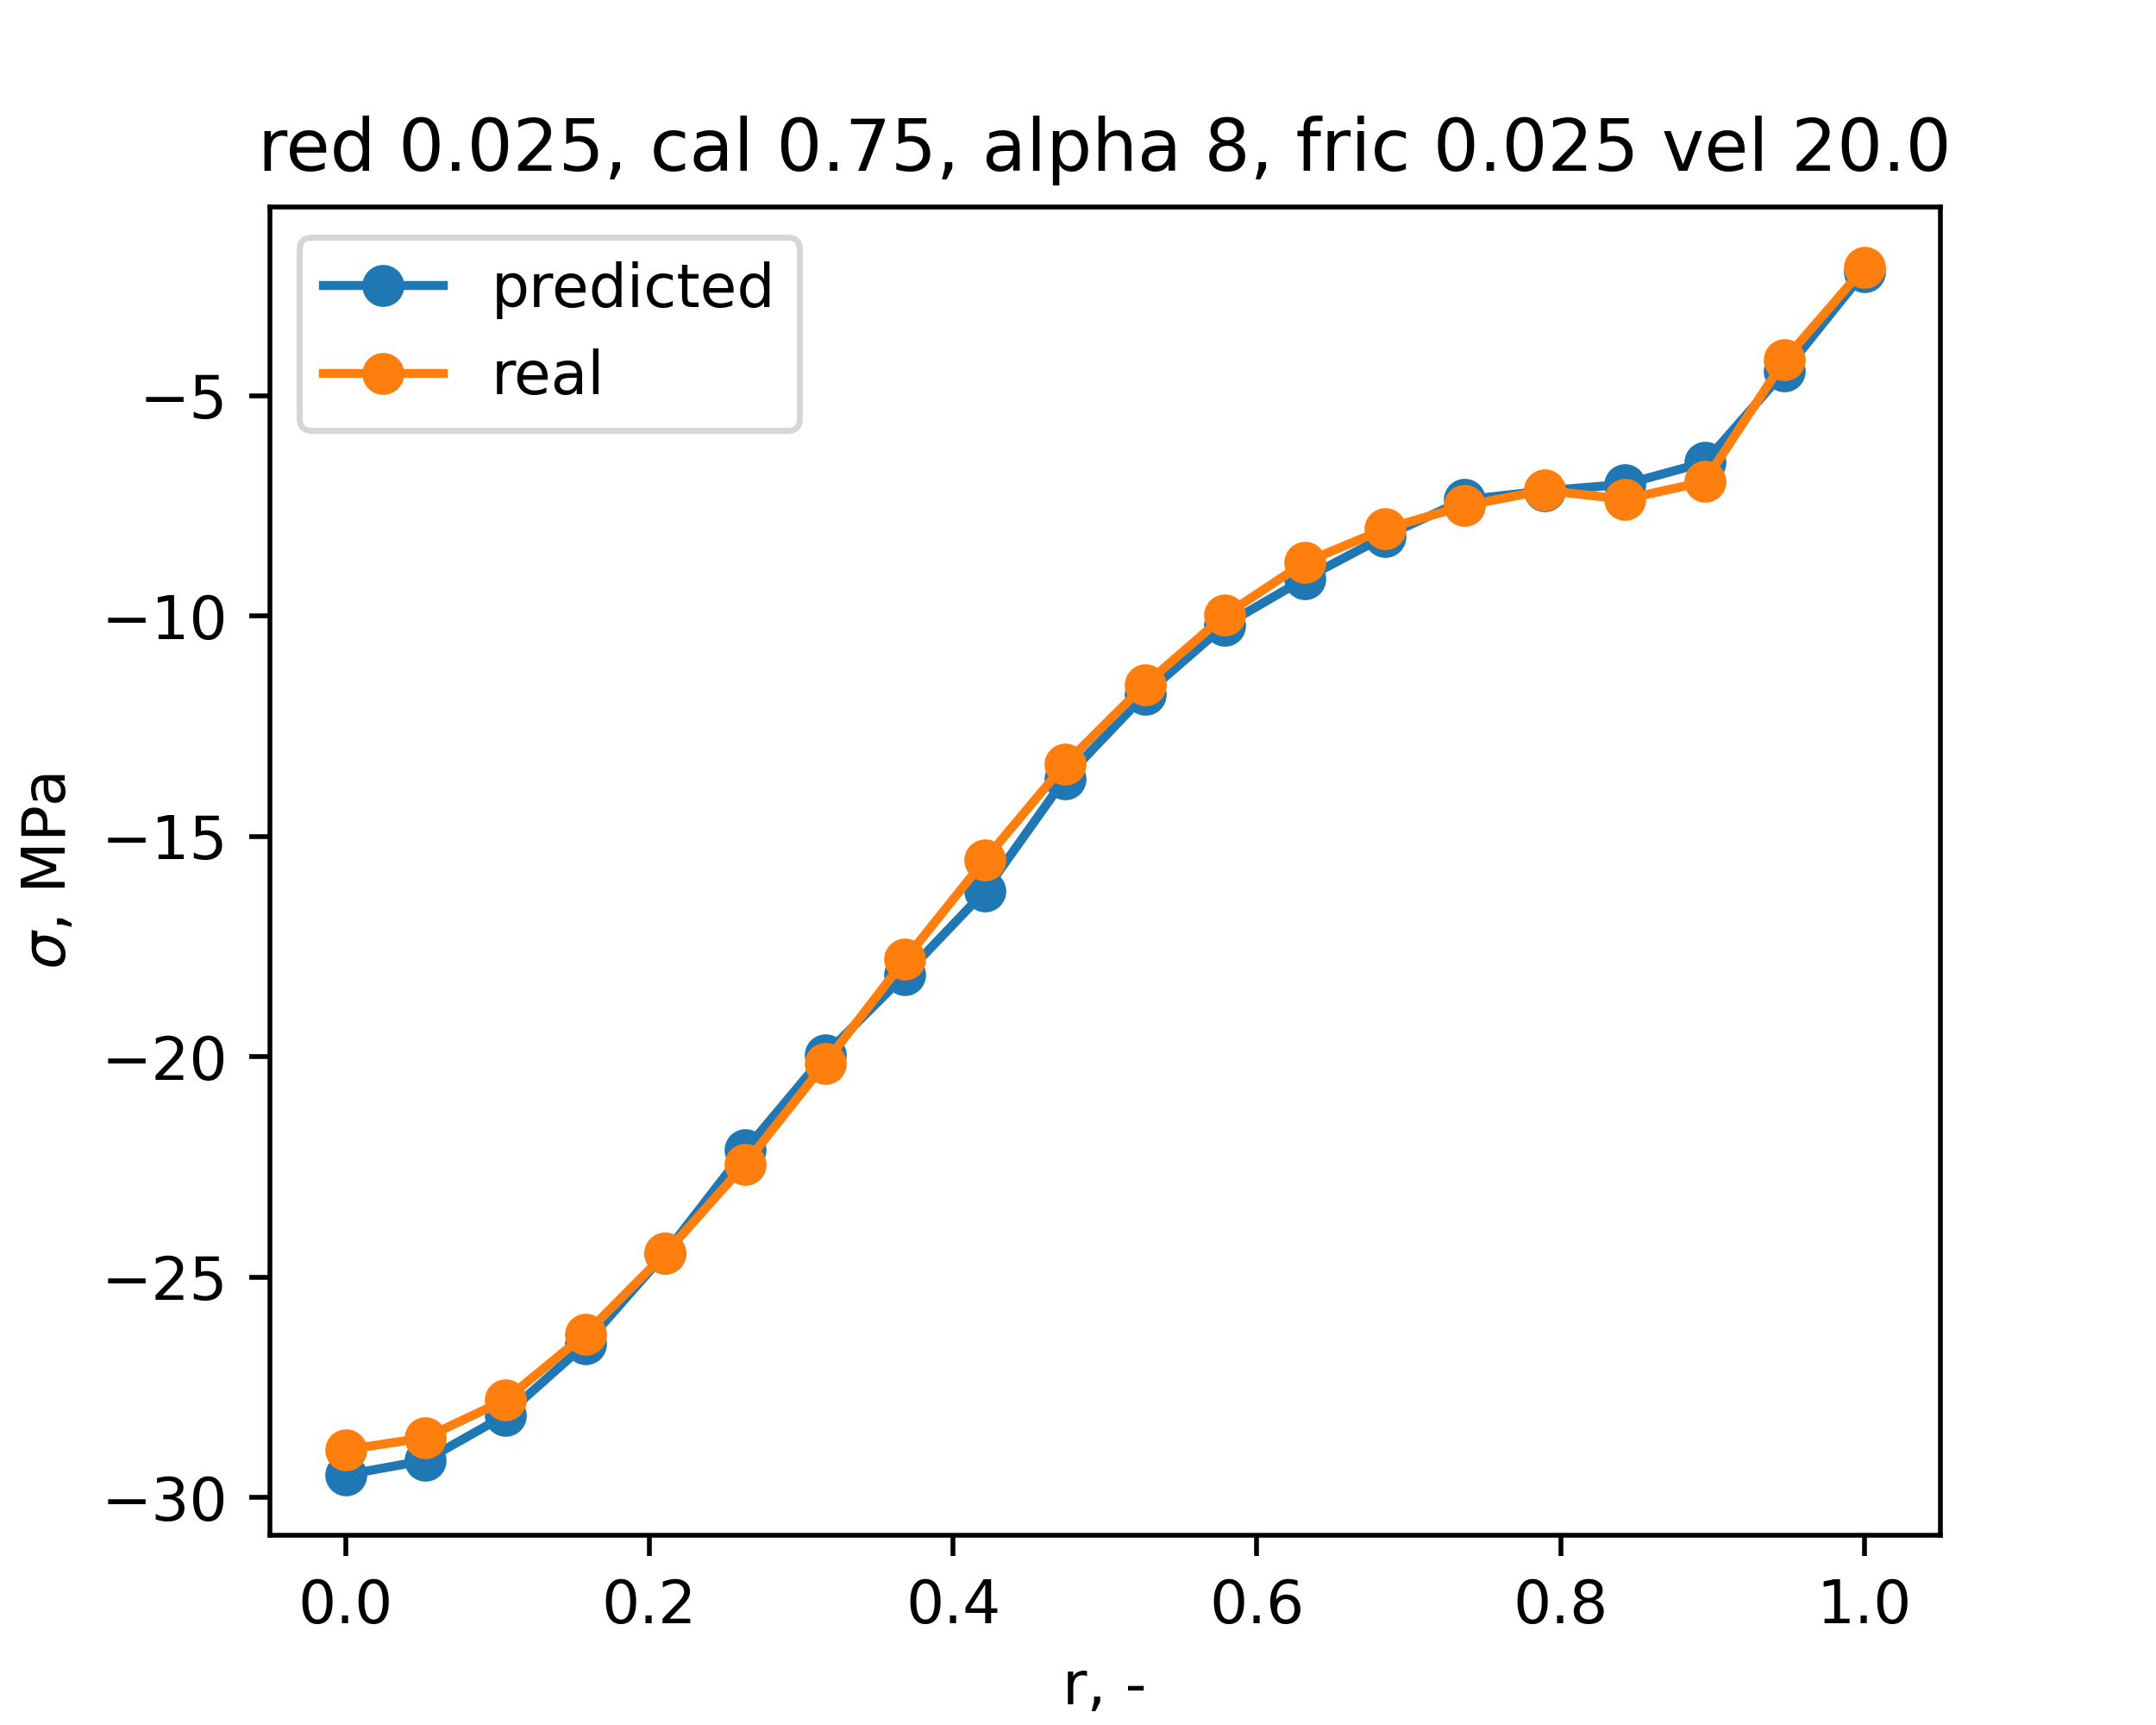 red 0.025, cal 0.75, alpha 8, fric 0.025 vel 20.0
predicted
real
−5
−10
−15
−20
−25
−30
σ, MPa
0.0 0.2 0.4 0.6 0.8 1.0
r, -